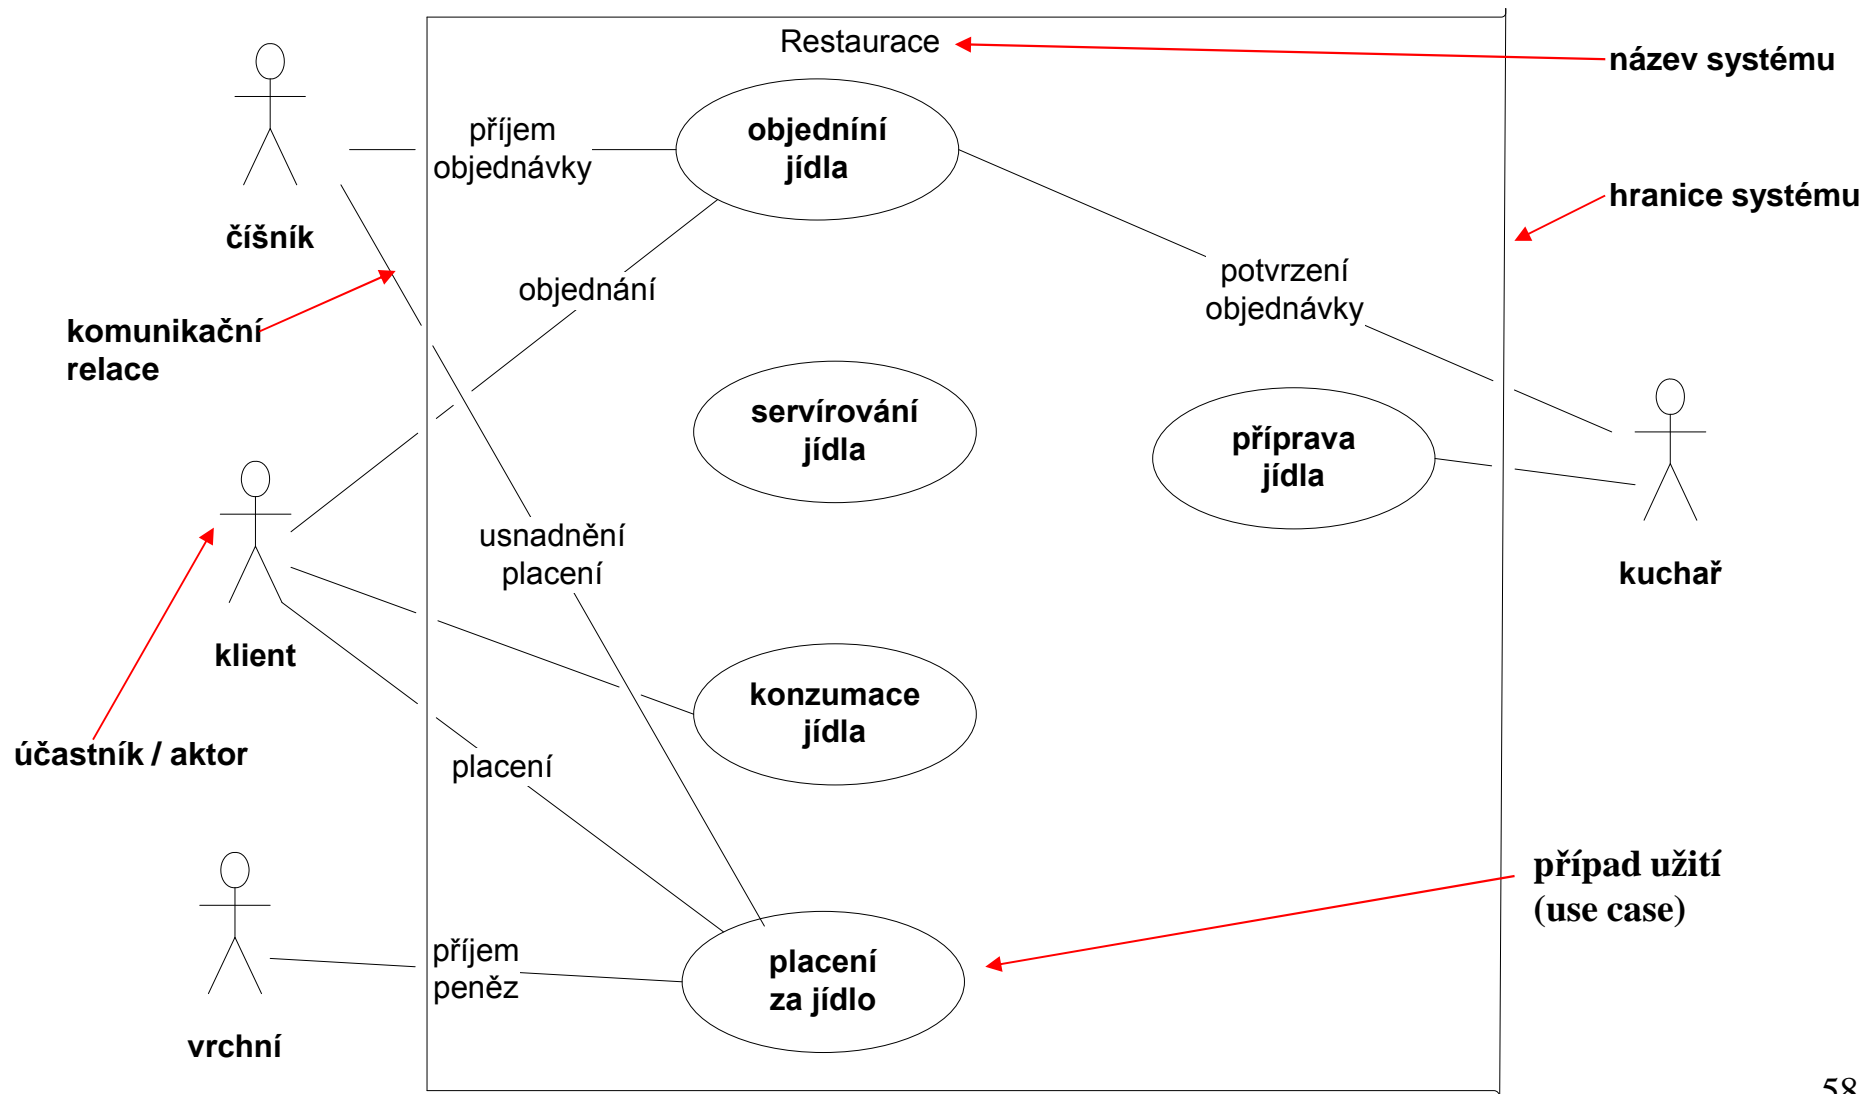 Restaurace
název systému
příjem
objednávky
objedníní
jídla
hranice systému
číšník
potvrzení
objednávky
objednání
komunikační
relace
servírování
jídla
příprava
jídla
usnadnění
placení
kuchař
klient
konzumace
jídla
účastník / aktor
placení
případ užití
(use case)
příjem
peněz
placení
za jídlo
vrchní
58